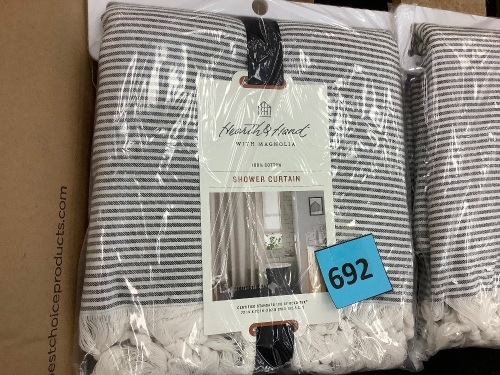 Hearth & Hand
WITH MAGNOLIA
100% COTTON
SHOWER CURTAIN
692
estchoiceproducts.com